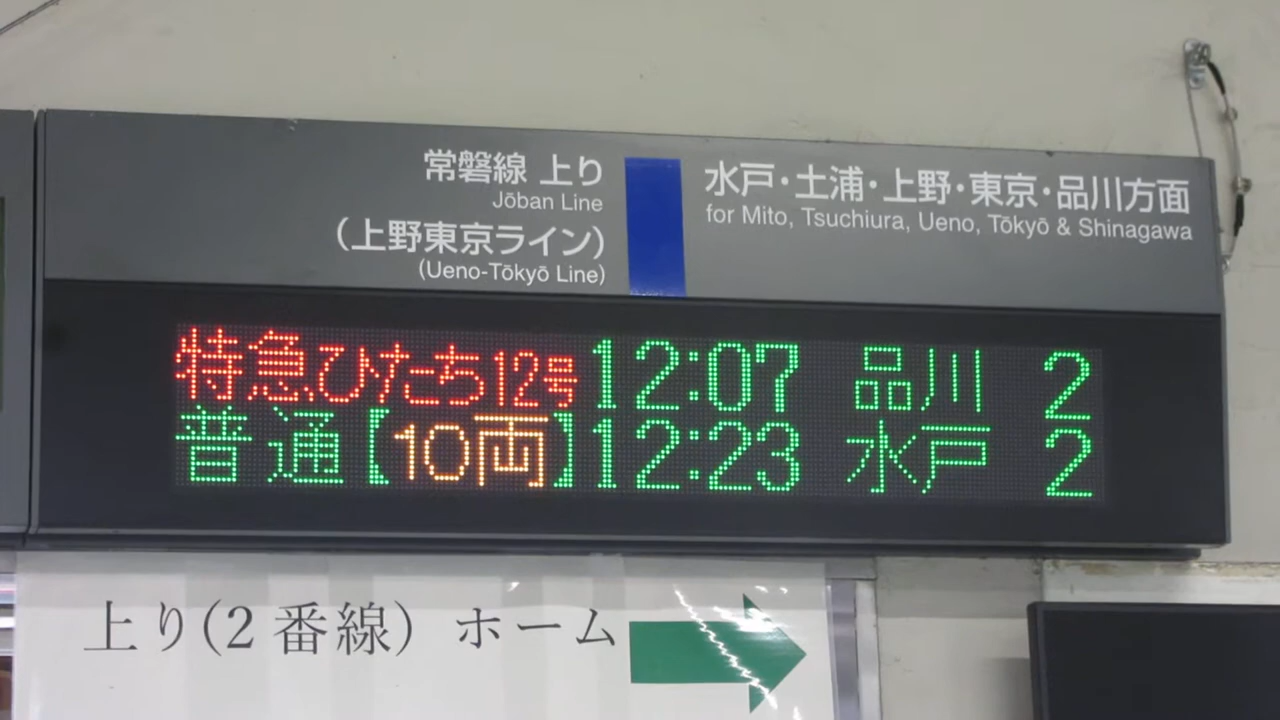 常磐線 上り
Jōban Line
(上野東京ライン)
(Ueno-Tōkyō Line)
水戸・土浦・上野・東京・品川方面
for Mito, Tsuchiura, Ueno, Tōkyō & Shinagawa
特急ひたち12号 12:07 品川 2
普通【10両】12:23 水戸 2
上り(2番線) ホーム